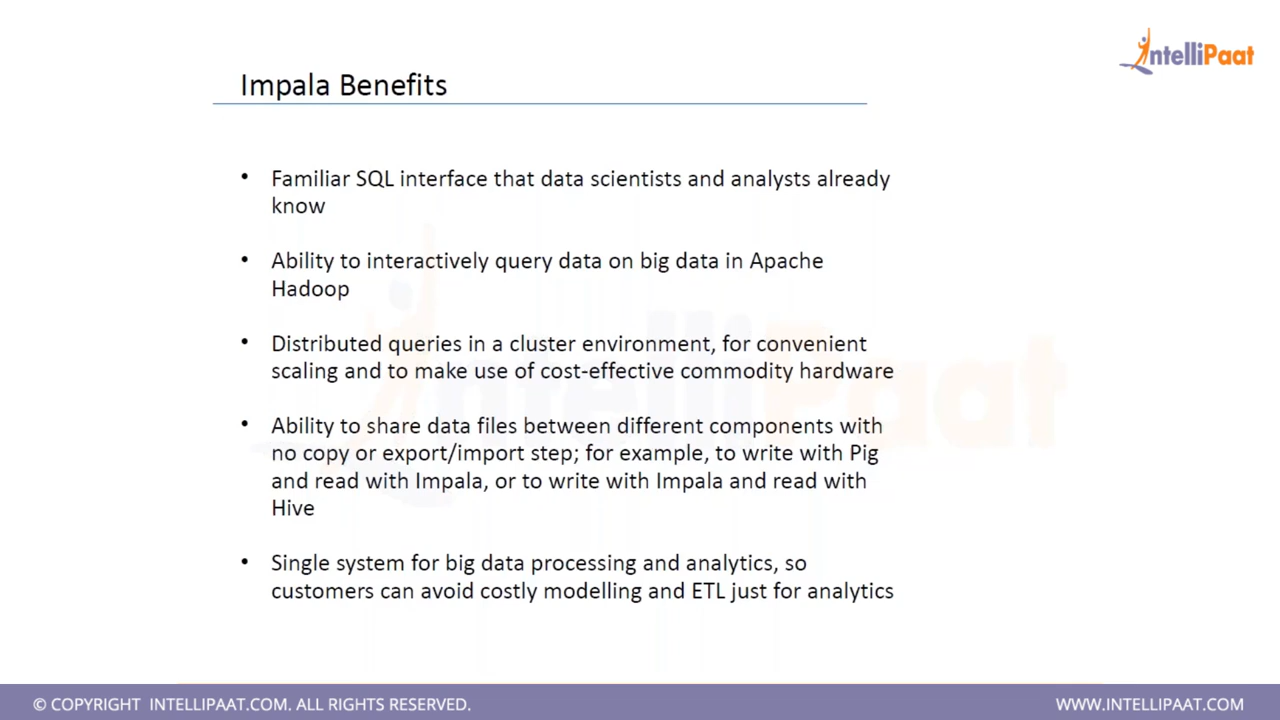 IntelliPaat
Impala Benefits
• Familiar SQL interface that data scientists and analysts already
know
• Ability to interactively query data on big data in Apache
Hadoop
• Distributed queries in a cluster environment, for convenient
scaling and to make use of cost-effective commodity hardware
• Ability to share data files between different components with
no copy or export/import step; for example, to write with Pig
and read with Impala, or to write with Impala and read with
Hive
• Single system for big data processing and analytics, so
customers can avoid costly modelling and ETL just for analytics
IntelliPaat
© COPYRIGHT INTELLIPAAT.COM. ALL RIGHTS RESERVED.
WWW.INTELLIPAAT.COM